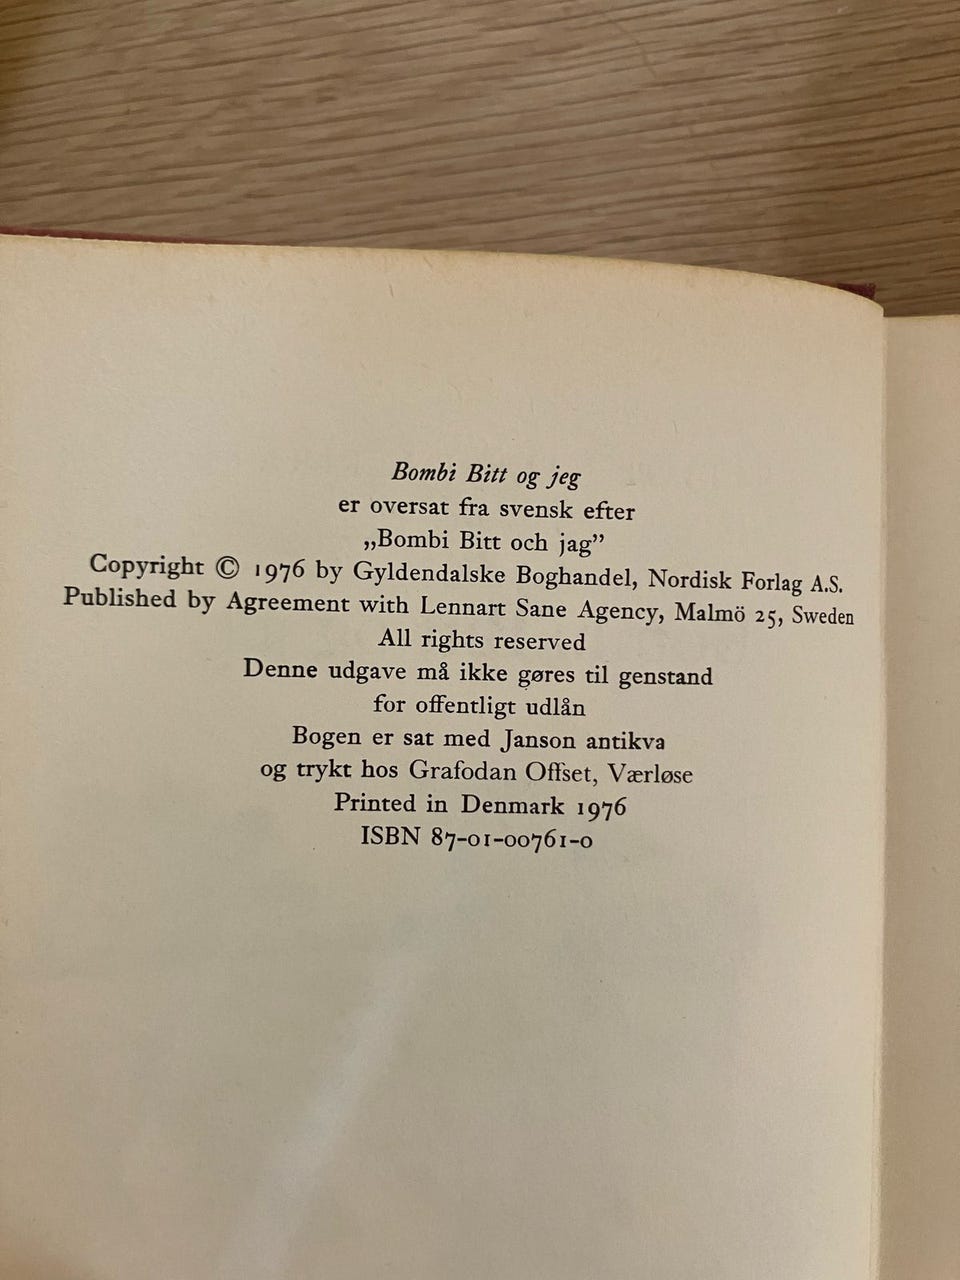 Bombi Bitt og jeg
er oversat fra svensk efter
„Bombi Bitt och jag”
Copyright © 1976 by Gyldendalske Boghandel, Nordisk Forlag A.S.
Published by Agreement with Lennart Sane Agency, Malmö 25, Sweden
All rights reserved
Denne udgave må ikke gøres til genstand
for offentligt udlån
Bogen er sat med Janson antikva
og trykt hos Grafodan Offset, Værløse
Printed in Denmark 1976
ISBN 87-01-00761-0